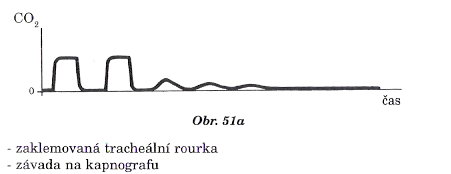 CO2
0
čas
Obr. 51a
- zaklemovaná tracheální rourka
- závada na kapnografu